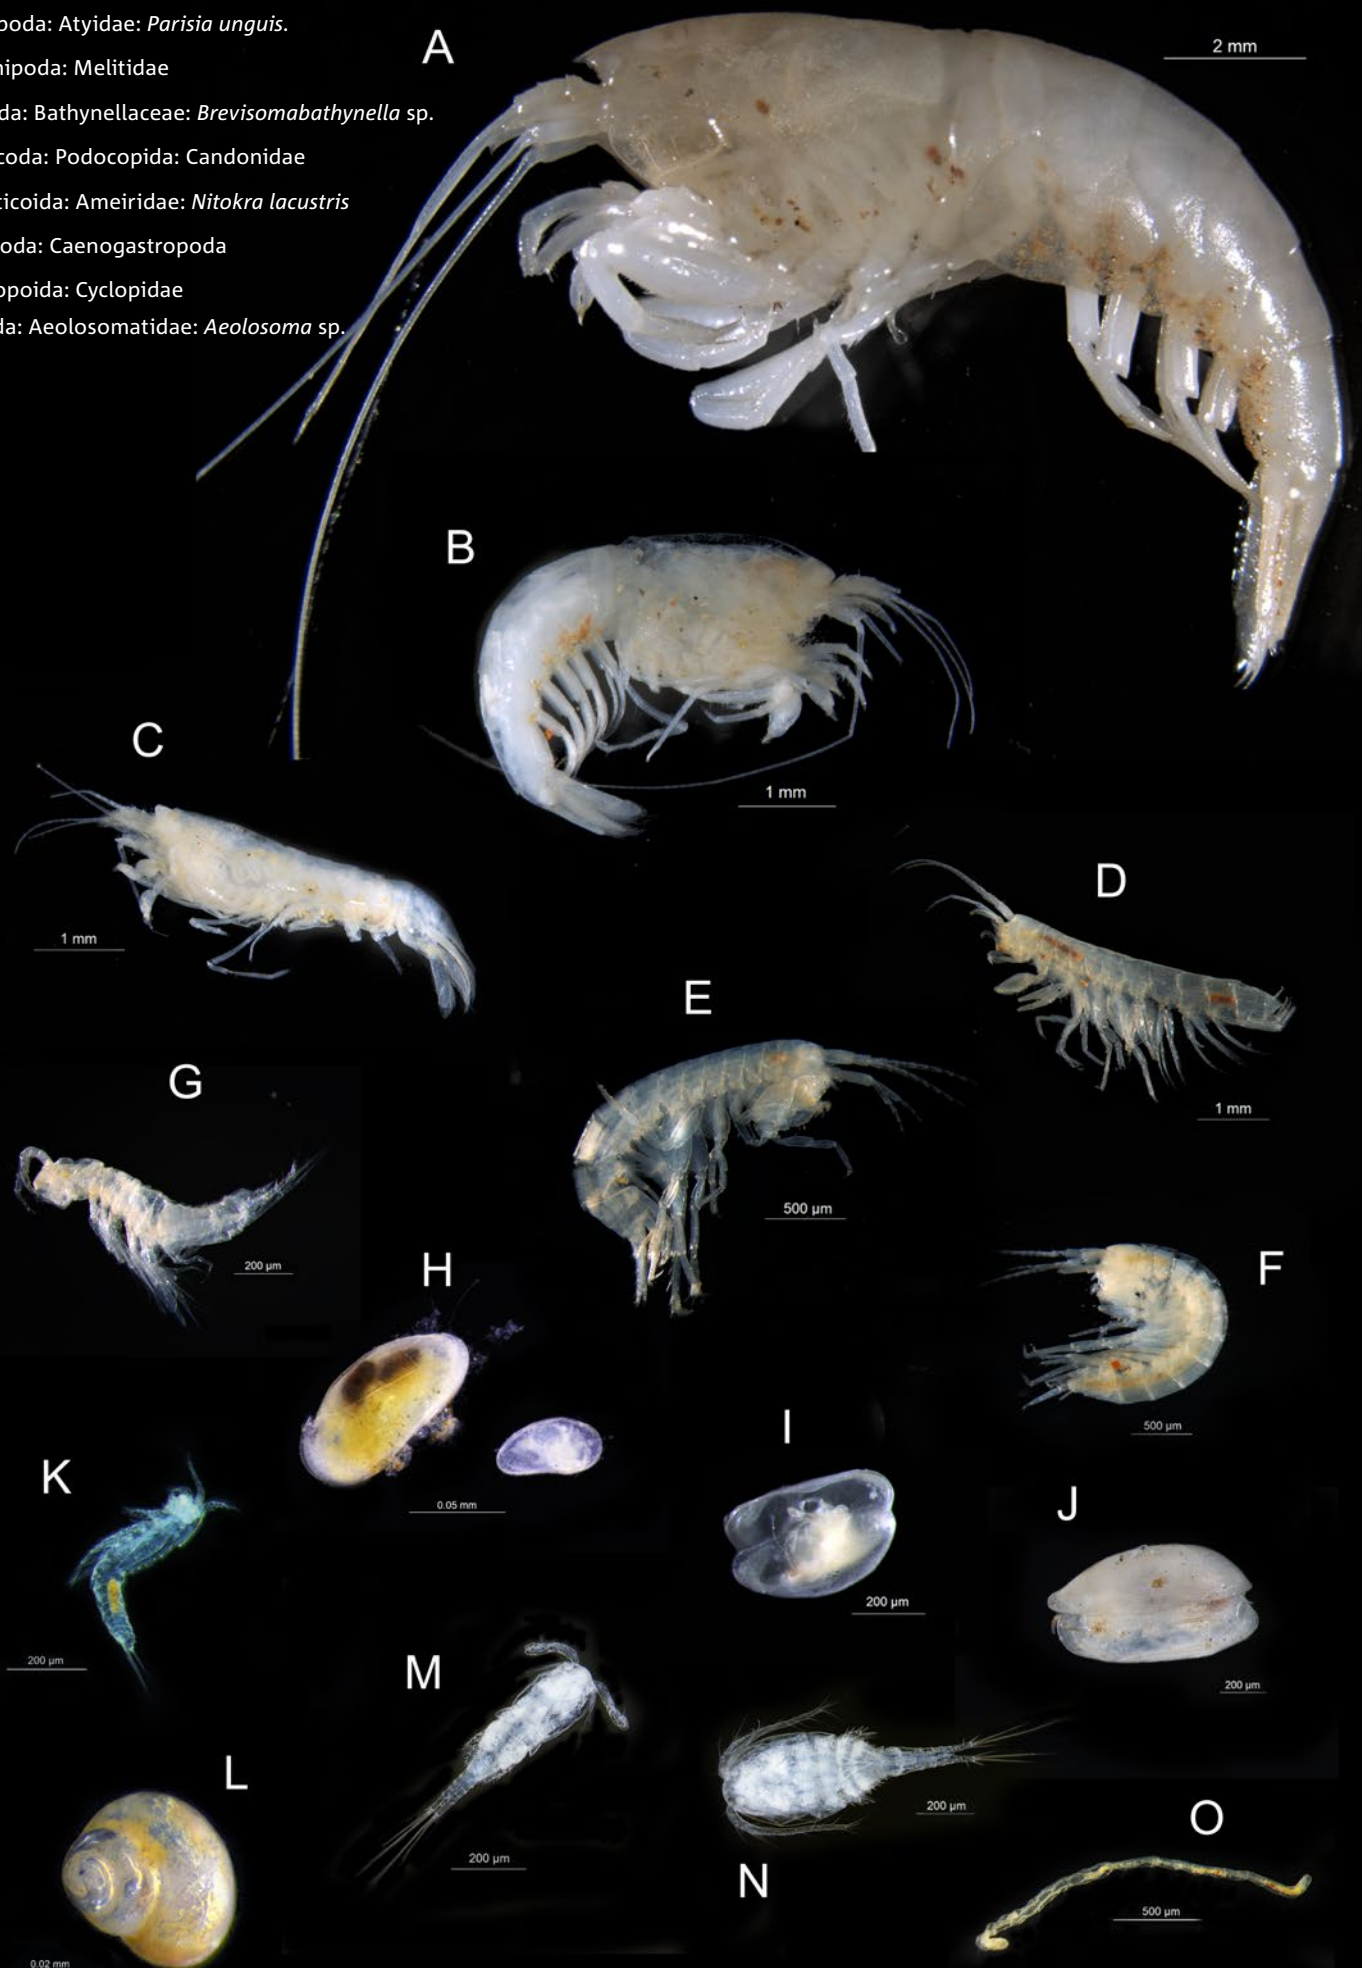 poda: Atyidae: Parisia unguis.
A
2 mm
nipoda: Melitidae
da: Bathynellaceae: Brevisomabathynella sp.
coda: Podocopida: Candonidae
ticoida: Ameiridae: Nitokra lacustris
oda: Caenogastropoda
opoida: Cyclopidae
da: Aeolosomatidae: Aeolosoma sp.
B
1 mm
C
1 mm
D
1 mm
E
500 µm
G
200 µm
F
500 µm
H
0.05 mm
I
200 µm
J
200 µm
K
200 µm
M
200 µm
N
200 µm
L
0.02 mm
O
500 µm